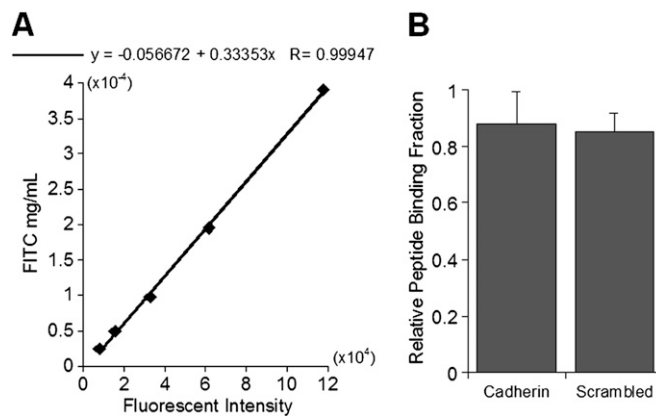 A
y = -0.056672 + 0.33353x R= 0.99947
(x10-4)
4
3.5
3
2.5
2
1.5
1
0.5
0
FITC mg/mL
0 2 4 6 8 10 12
(x10⁴)
Fluorescent Intensity
B
1
0.8
0.6
0.4
0.2
0
Relative Peptide Binding Fraction
Cadherin Scrambled